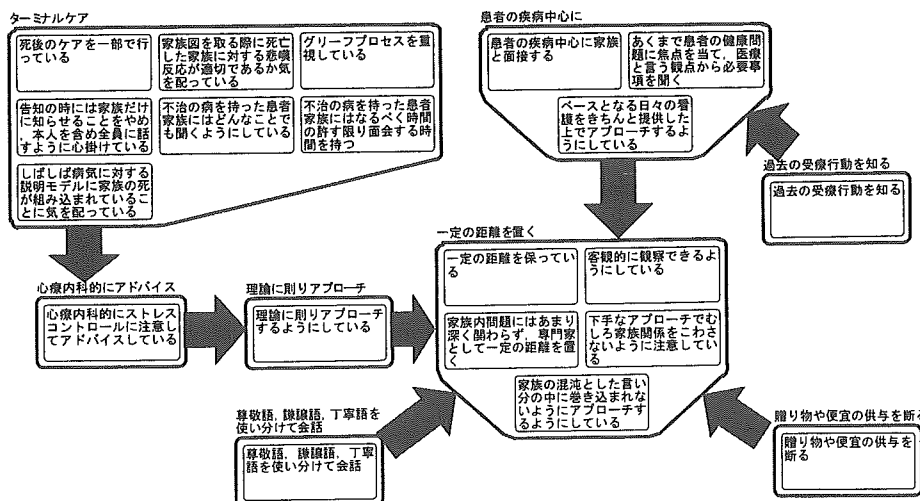 ターミナルケア
死後のケアを一部で行
っている
家族図を取る際に死亡
した家族に対する悲嘆
反応が適切であるか気
を配っている
グリーフプロセスを重
視している
告知の時には家族だけ
に知らせることをやめ
，本人を含め全員に話
すように心掛けている
不治の病を持った患者
家族にはどんなことで
も聞くようにしている
不治の病を持った患者
家族にはなるべく時間
の許す限り面会する時
間を持つ
しばしば病気に対する
説明モデルに家族の死
が組み込まれているこ
とに気を配っている
患者の疾病中心に
患者の疾病中心に家族
と面接する
あくまで患者の健康問
題に焦点を当て，医療
と言う観点から必要事
項を聞く
ベースとなる日々の看
護をきちんと提供した
上でアプローチするよ
うにしている
過去の受療行動を知る
過去の受療行動を知る
心療内科的にアドバイス
心療内科的にストレス
コントロールに注意し
てアドバイスしている
理論に則りアプローチ
理論に則りアプローチ
するようにしている
一定の距離を置く
一定の距離を保ってい
る
客観的に観察できるよ
うにしている
家族内問題にはあまり
深く関わらず，専門家
として一定の距離を置
く
下手なアプローチでむ
しろ家族関係をこわさ
ないように注意してい
る
家族の混沌とした言い
分の中に巻き込まれな
いようにアプローチす
るようにしている
尊敬語，謙譲語，丁寧語を
使い分けて会話
尊敬語，謙譲語，丁寧
語を使い分けて会話
贈り物や便宜の供与を断る
贈り物や便宜の供与を
断る